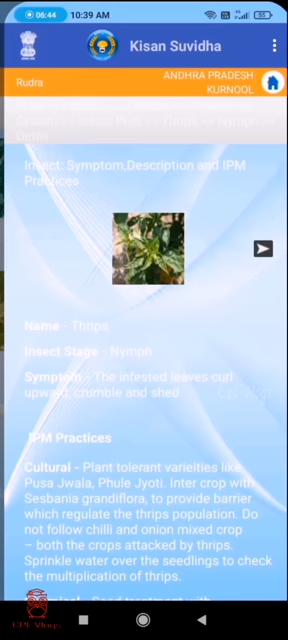 06:44 10:39 AM 55
Kisan Suvidha
Rudra
ANDHRA PRADESH
KURNOOL
Insect: Symptom,Description and IPM
Practices
Name - Thrips
Insect Stage - Nymph
Symptom - The infested leaves curl
upward, crumble and shed.
IPM Practices
Cultural - Plant tolerant varieities like
Pusa Jwala, Phule Jyoti. Inter crop with
Sesbania grandiflora, to provide barrier
which regulate the thrips population. Do
not follow chilli and onion mixed crop
– both the crops attacked by thrips.
Sprinkle water over the seedlings to check
the multiplication of thrips.